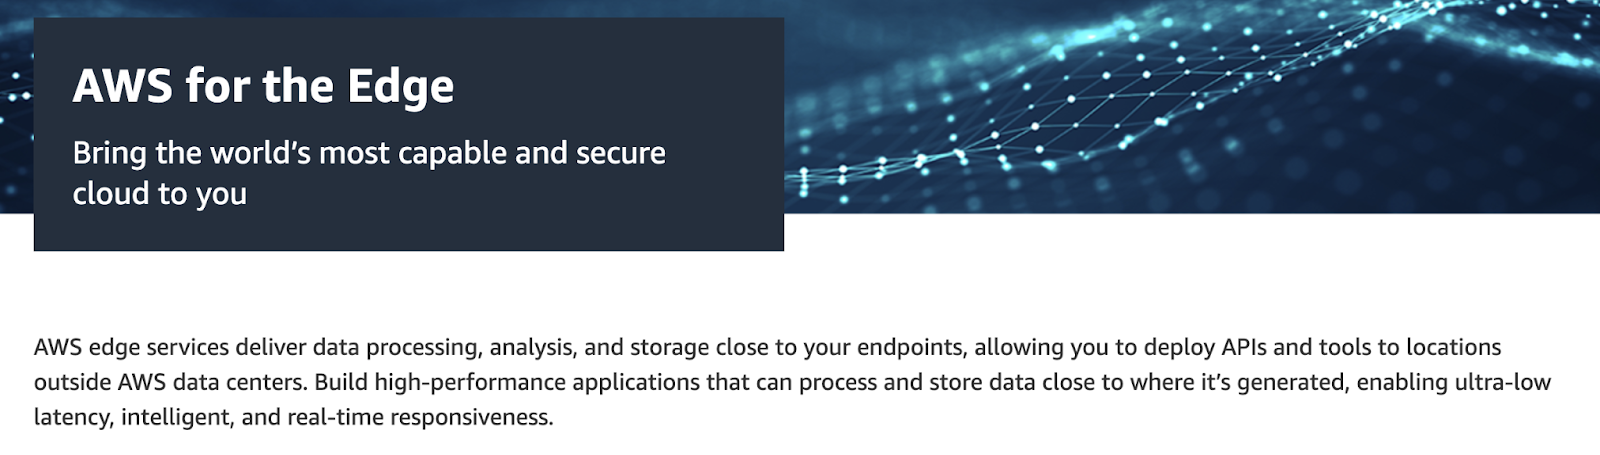 AWS for the Edge
Bring the world’s most capable and secure
cloud to you
AWS edge services deliver data processing, analysis, and storage close to your endpoints, allowing you to deploy APIs and tools to locations
outside AWS data centers. Build high-performance applications that can process and store data close to where it’s generated, enabling ultra-low
latency, intelligent, and real-time responsiveness.